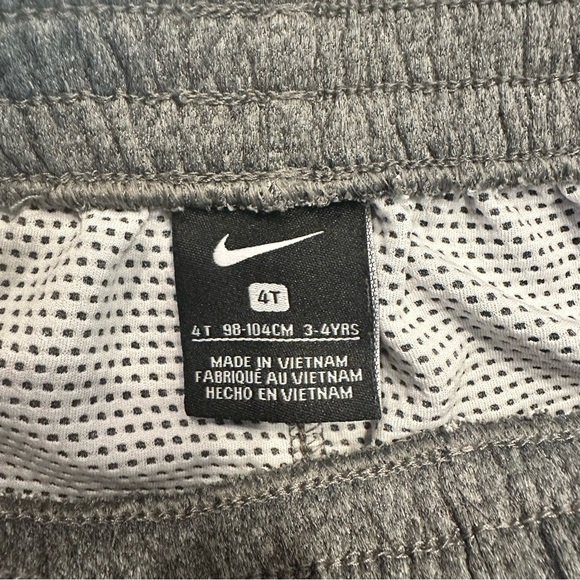 4T
4T 98-104CM 3-4YRS
MADE IN VIETNAM
FABRIQUÉ AU VIETNAM
HECHO EN VIETNAM